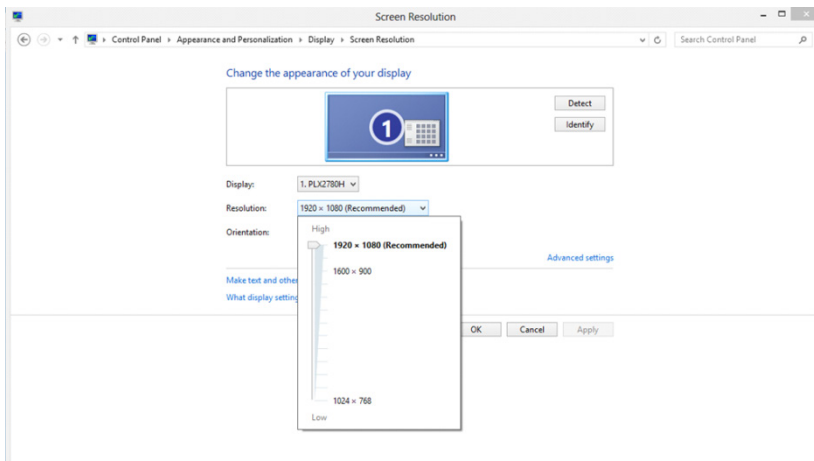 Screen Resolution
Control Panel Appearance and Personalization Display Screen Resolution
Search Control Panel
Change the appearance of your display
1
Detect
Identify
Display: 1. PLX2780H
Resolution: 1920 × 1080 (Recommended)
Orientation:
High
1920 × 1080 (Recommended)
1600 × 900
1024 × 768
Low
Advanced settings
Make text and other
What display setting
OK Cancel Apply